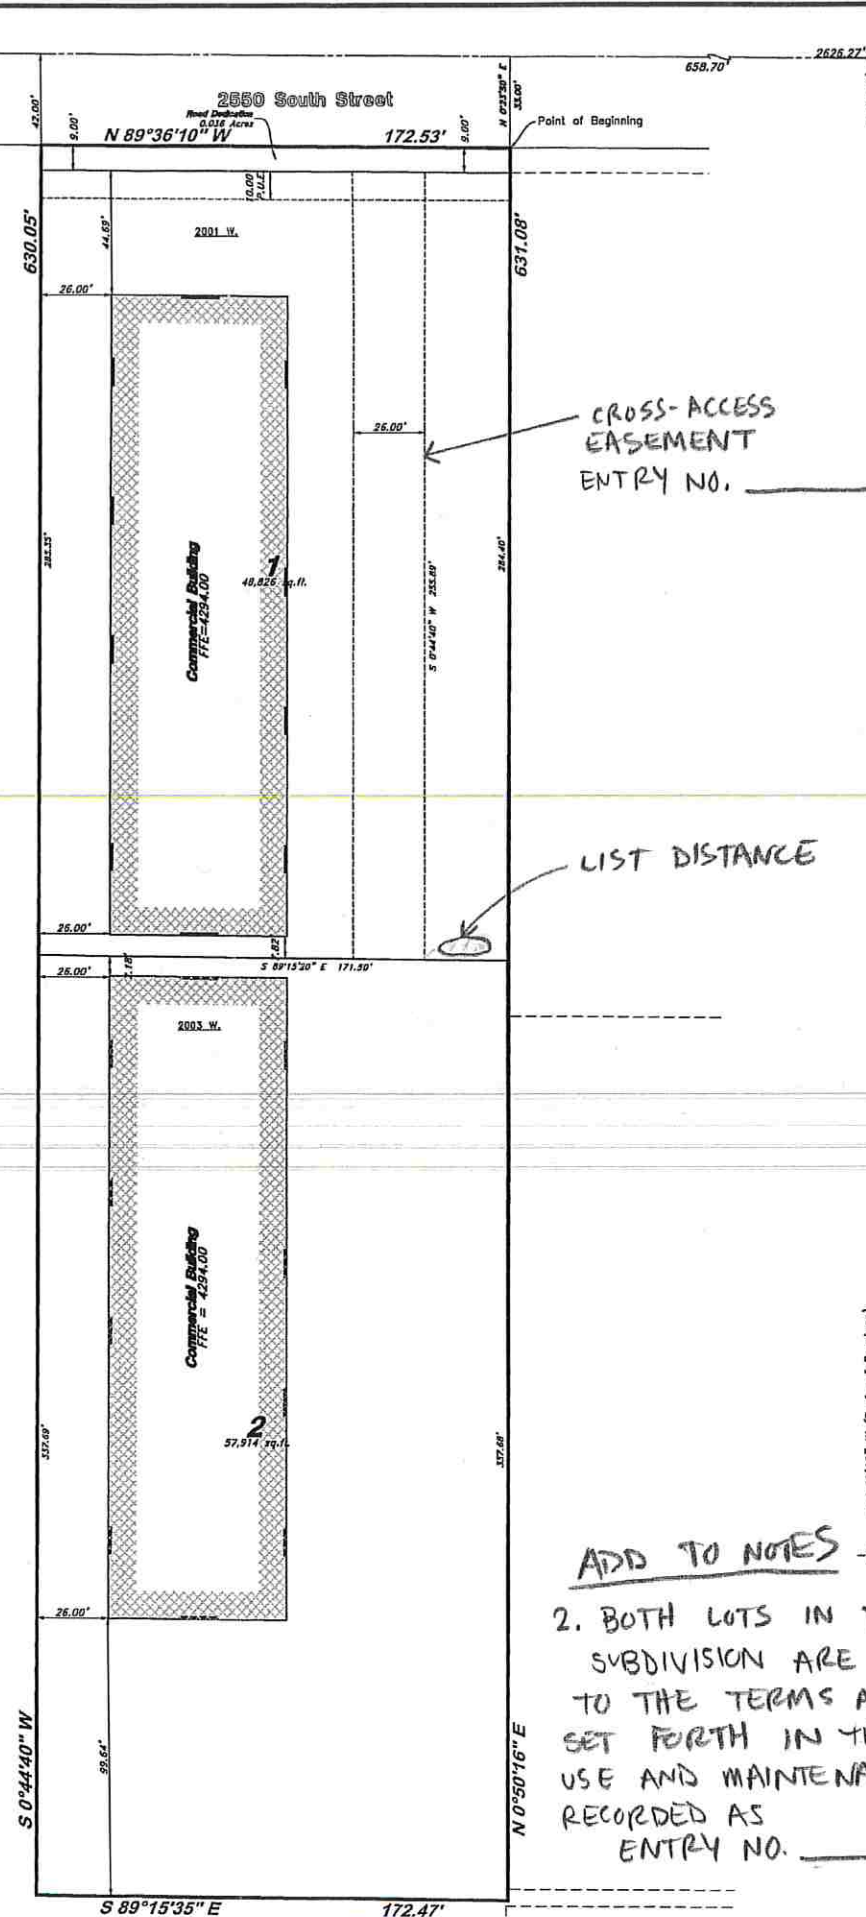 2626.27'
658.70'
42.00'
9.00'
2550 South Street
Road Dedication
0.036 Acres
N 89°36'10" W 172.53'
9.00'
N 0°23'50" E
33.00'
Point of Beginning
10.00'
P.U.E.
630.05'
44.69'
2001 W.
631.08'
26.00'
CROSS-ACCESS
EASEMENT
ENTRY NO.
26.00'
285.35'
Commercial Building
FFE=4294.00
1
48,826 sq.ft.
S 0°44'40" W 255.89'
284.40'
LIST DISTANCE
26.00'
7.82'
26.00'
S 89°15'20" E 171.50'
2003 W.
Commercial Building
FFE = 4294.00
2
57,914 sq.ft.
337.69'
337.68'
ADD TO NOTES
2. BOTH LOTS IN
SUBDIVISION ARE
TO THE TERMS
SET FORTH IN
USE AND
RECORDED AS
ENTRY NO.
26.00'
99.64'
S 0°44'40" W
N 0°50'16" E
S 89°15'35" E 172.47'